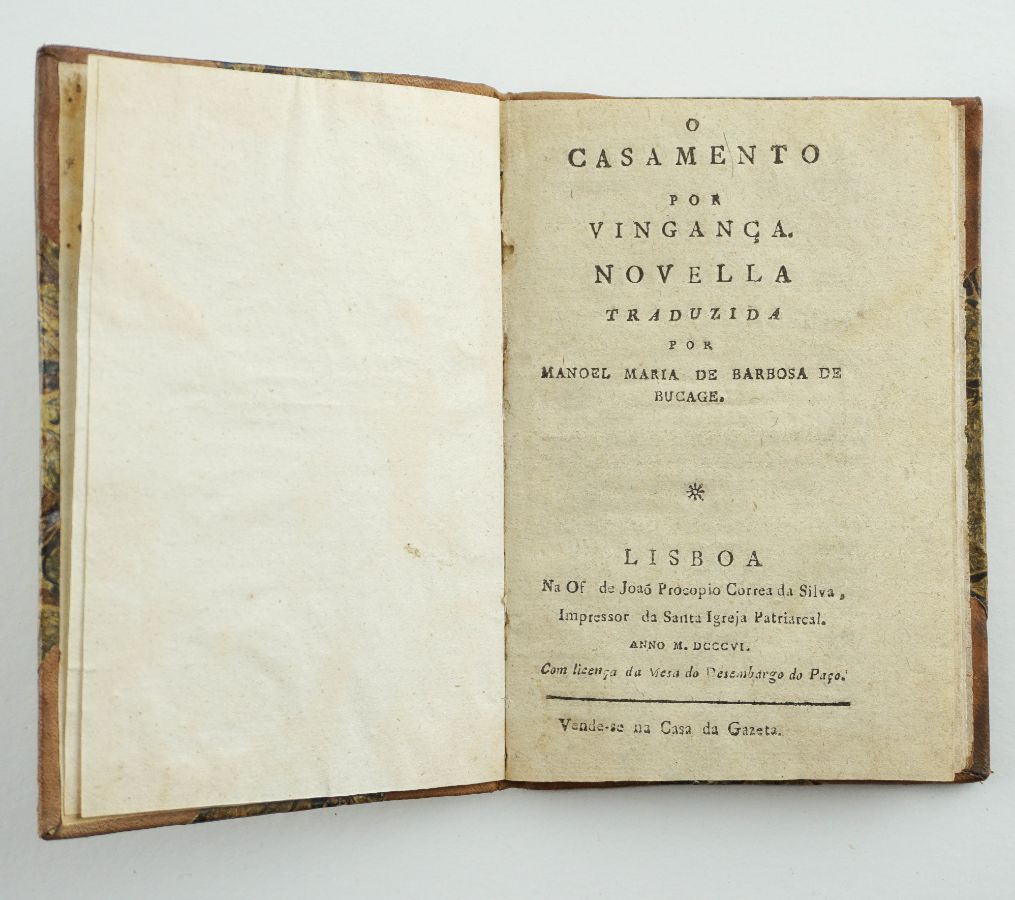 O
CASAMENTO
POR
VINGANÇA.
NOVELLA
TRADUZIDA
POR
MANOEL MARIA DE BARBOSA DE
BUCAGE.
LISBOA
Na Of de Joaõ Procopio Correa da Silva,
Impressor da Santa Igreja Patriarcal.
ANNO M. DCCCVI.
Com licença da Mesa do Desembargo do Paço.
Vende-se na Casa da Gazeta.